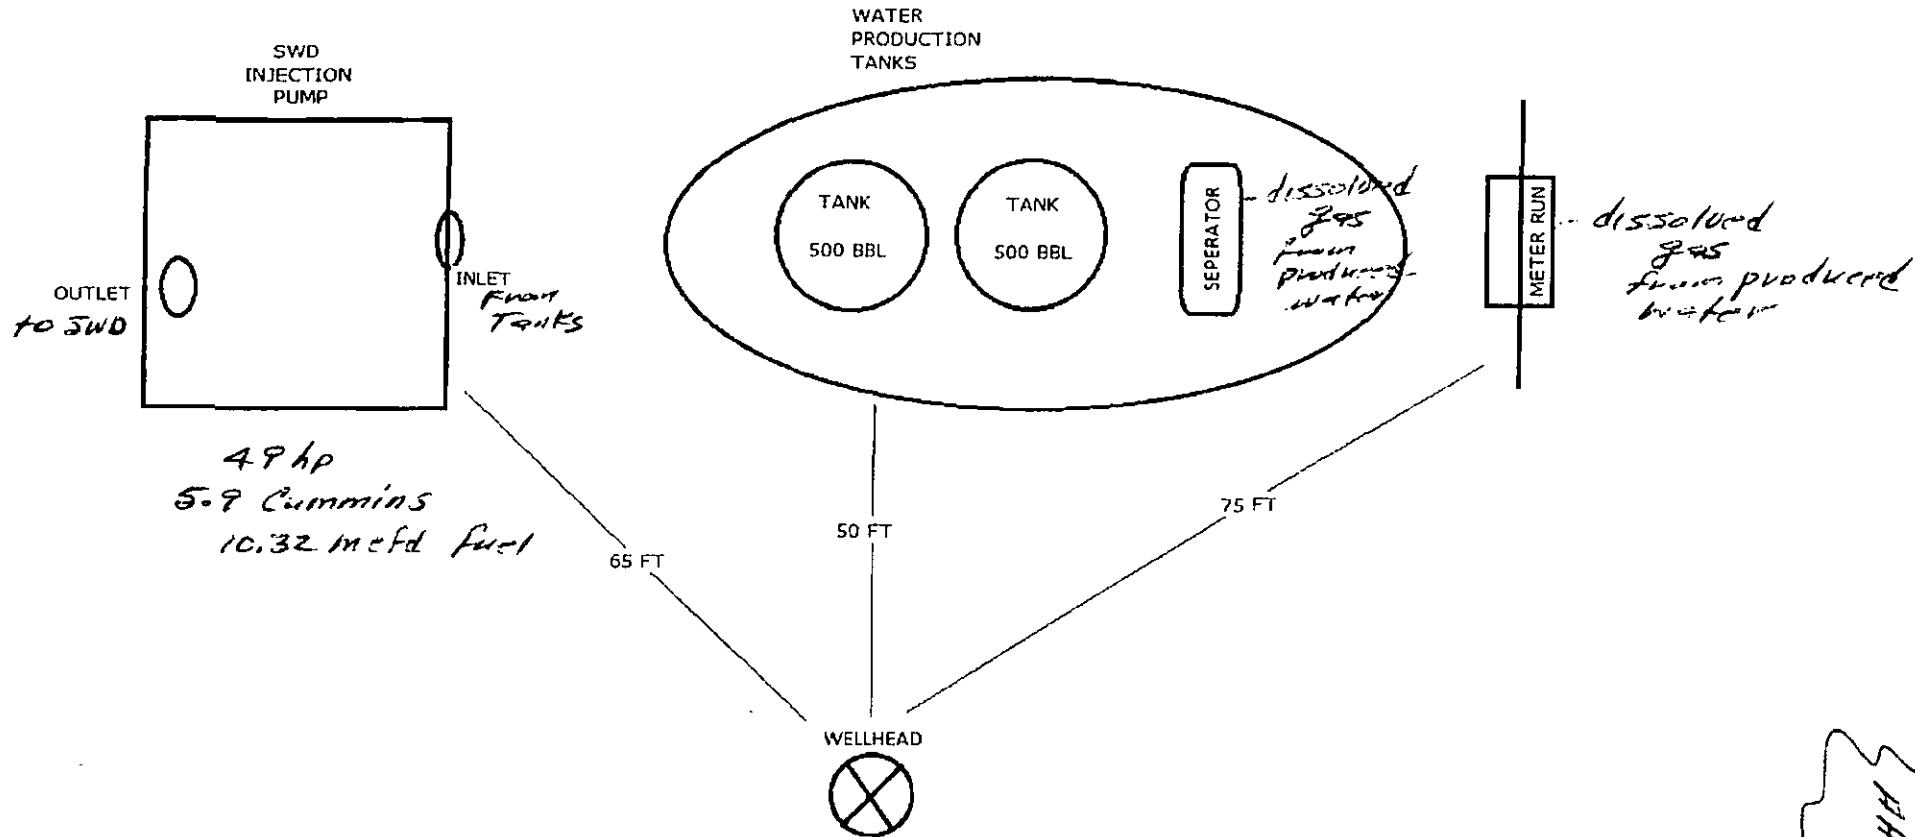 WATER
PRODUCTION
TANKS
SWD
INJECTION
PUMP
OUTLET
to SWD
INLET
From
Tanks
TANK
500 BBL
TANK
500 BBL
SEPERATOR
dissolved
gas
from
produced
water
METER RUN
dissolved
gas
from produced
water
49 hp
5.9 Cummins
10.32 mcfd fuel
65 FT
50 FT
75 FT
WELLHEAD